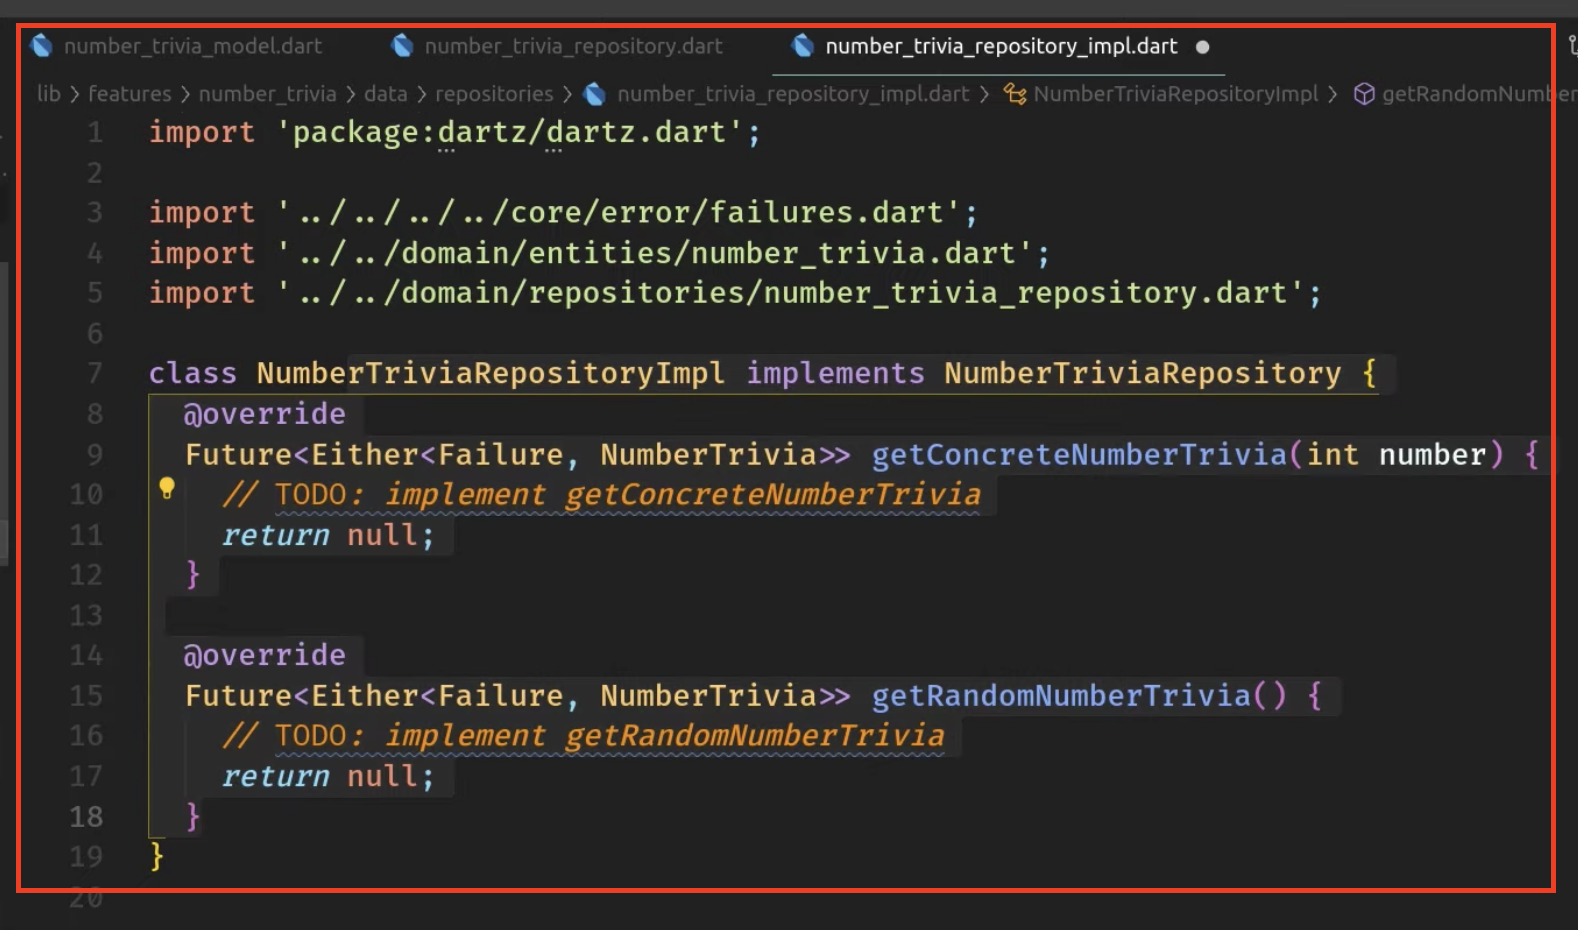 number_trivia_model.dart number_trivia_repository.dart number_trivia_repository_impl.dart
lib > features > number_trivia > data > repositories > number_trivia_repository_impl.dart > NumberTriviaRepositoryImpl > getRandomNumber
1 import 'package:dartz/dartz.dart';
2
3 import '../../../../core/error/failures.dart';
4 import '../../domain/entities/number_trivia.dart';
5 import '../../domain/repositories/number_trivia_repository.dart';
6
7 class NumberTriviaRepositoryImpl implements NumberTriviaRepository {
8 @override
9 Future<Either<Failure, NumberTrivia>> getConcreteNumberTrivia(int number) {
10 // TODO: implement getConcreteNumberTrivia
11 return null;
12 }
13
14 @override
15 Future<Either<Failure, NumberTrivia>> getRandomNumberTrivia() {
16 // TODO: implement getRandomNumberTrivia
17 return null;
18 }
19 }
20